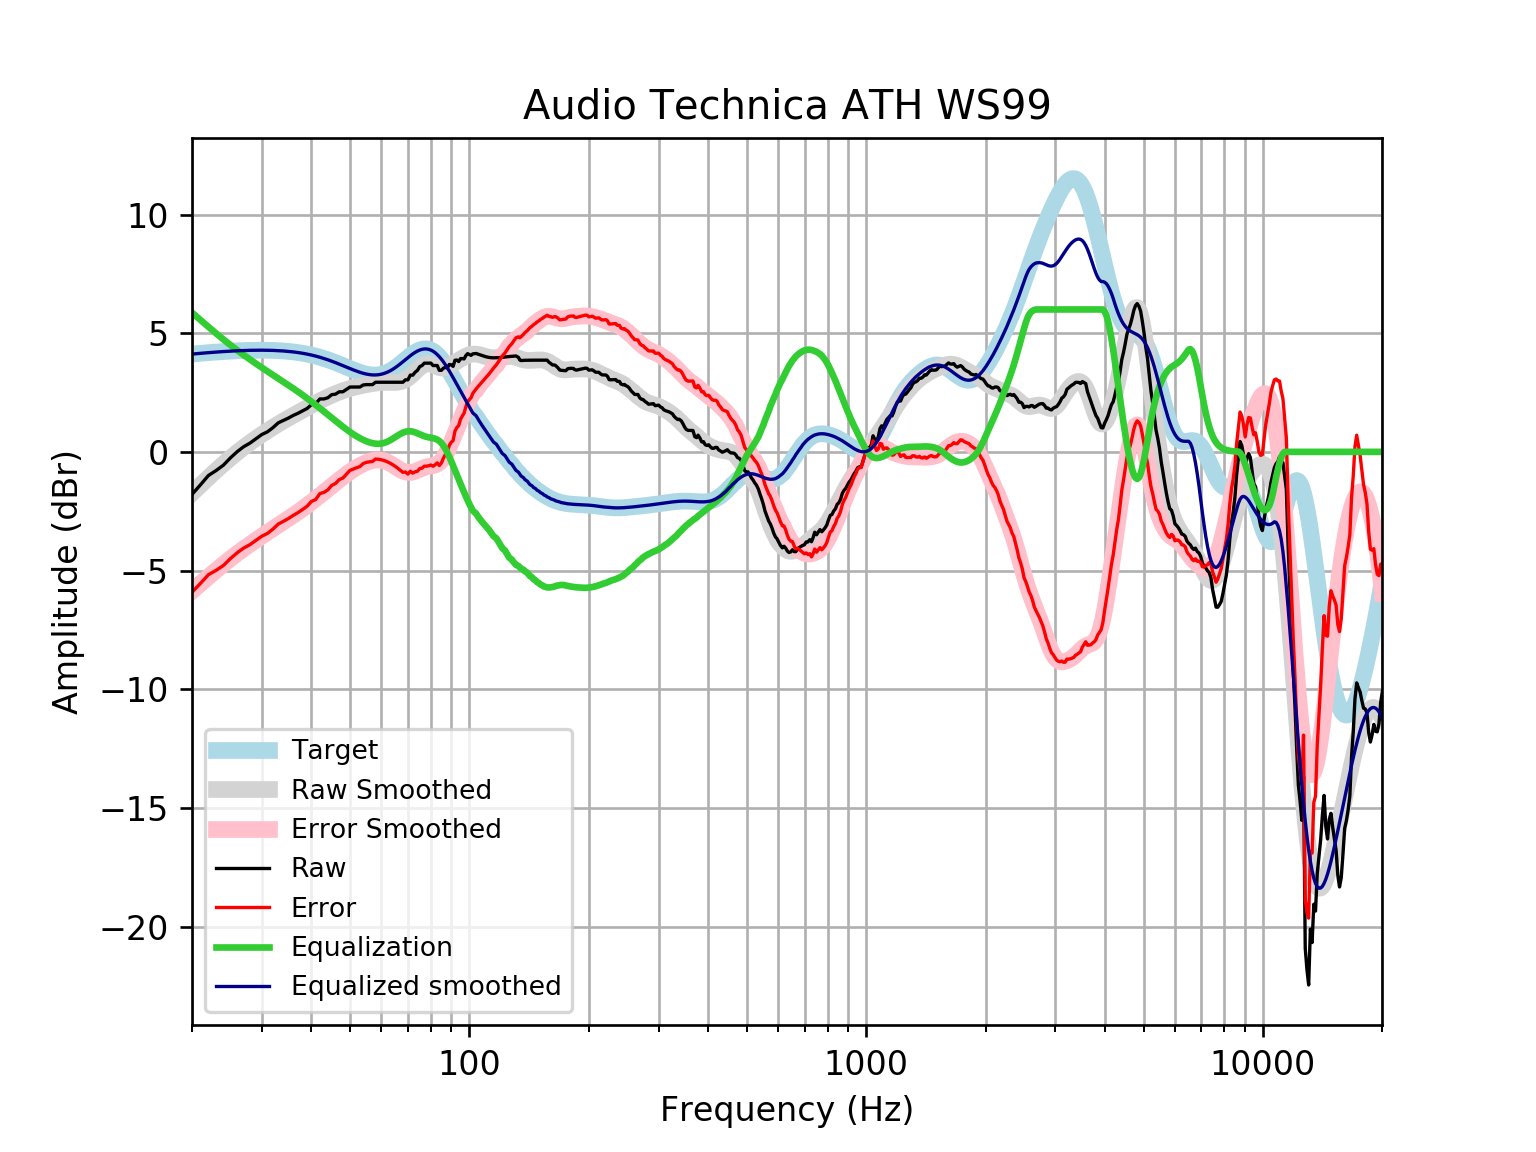 Audio Technica ATH WS99
10
5
0
−5
−10
−15
−20
Amplitude (dBr)
Target
Raw Smoothed
Error Smoothed
Raw
Error
Equalization
Equalized smoothed
100 1000 10000
Frequency (Hz)